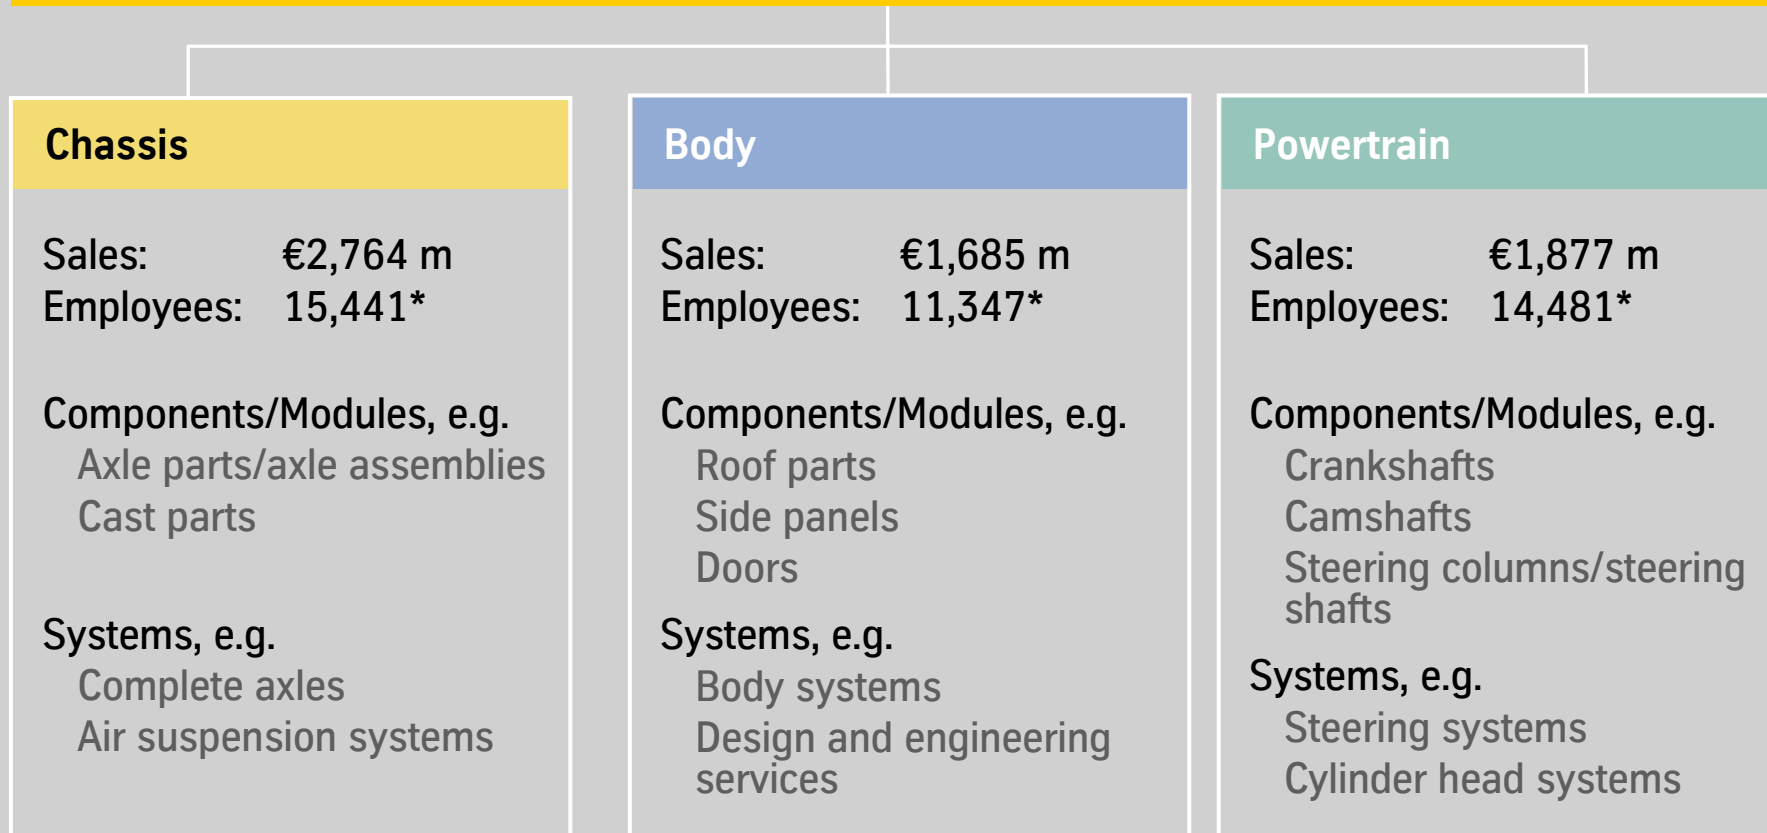 Chassis
Sales: €2,764 m
Employees: 15,441*
Components/Modules, e.g.
Axle parts/axle assemblies
Cast parts
Systems, e.g.
Complete axles
Air suspension systems
Body
Sales: €1,685 m
Employees: 11,347*
Components/Modules, e.g.
Roof parts
Side panels
Doors
Systems, e.g.
Body systems
Design and engineering
services
Powertrain
Sales: €1,877 m
Employees: 14,481*
Components/Modules, e.g.
Crankshafts
Camshafts
Steering columns/steering
shafts
Systems, e.g.
Steering systems
Cylinder head systems